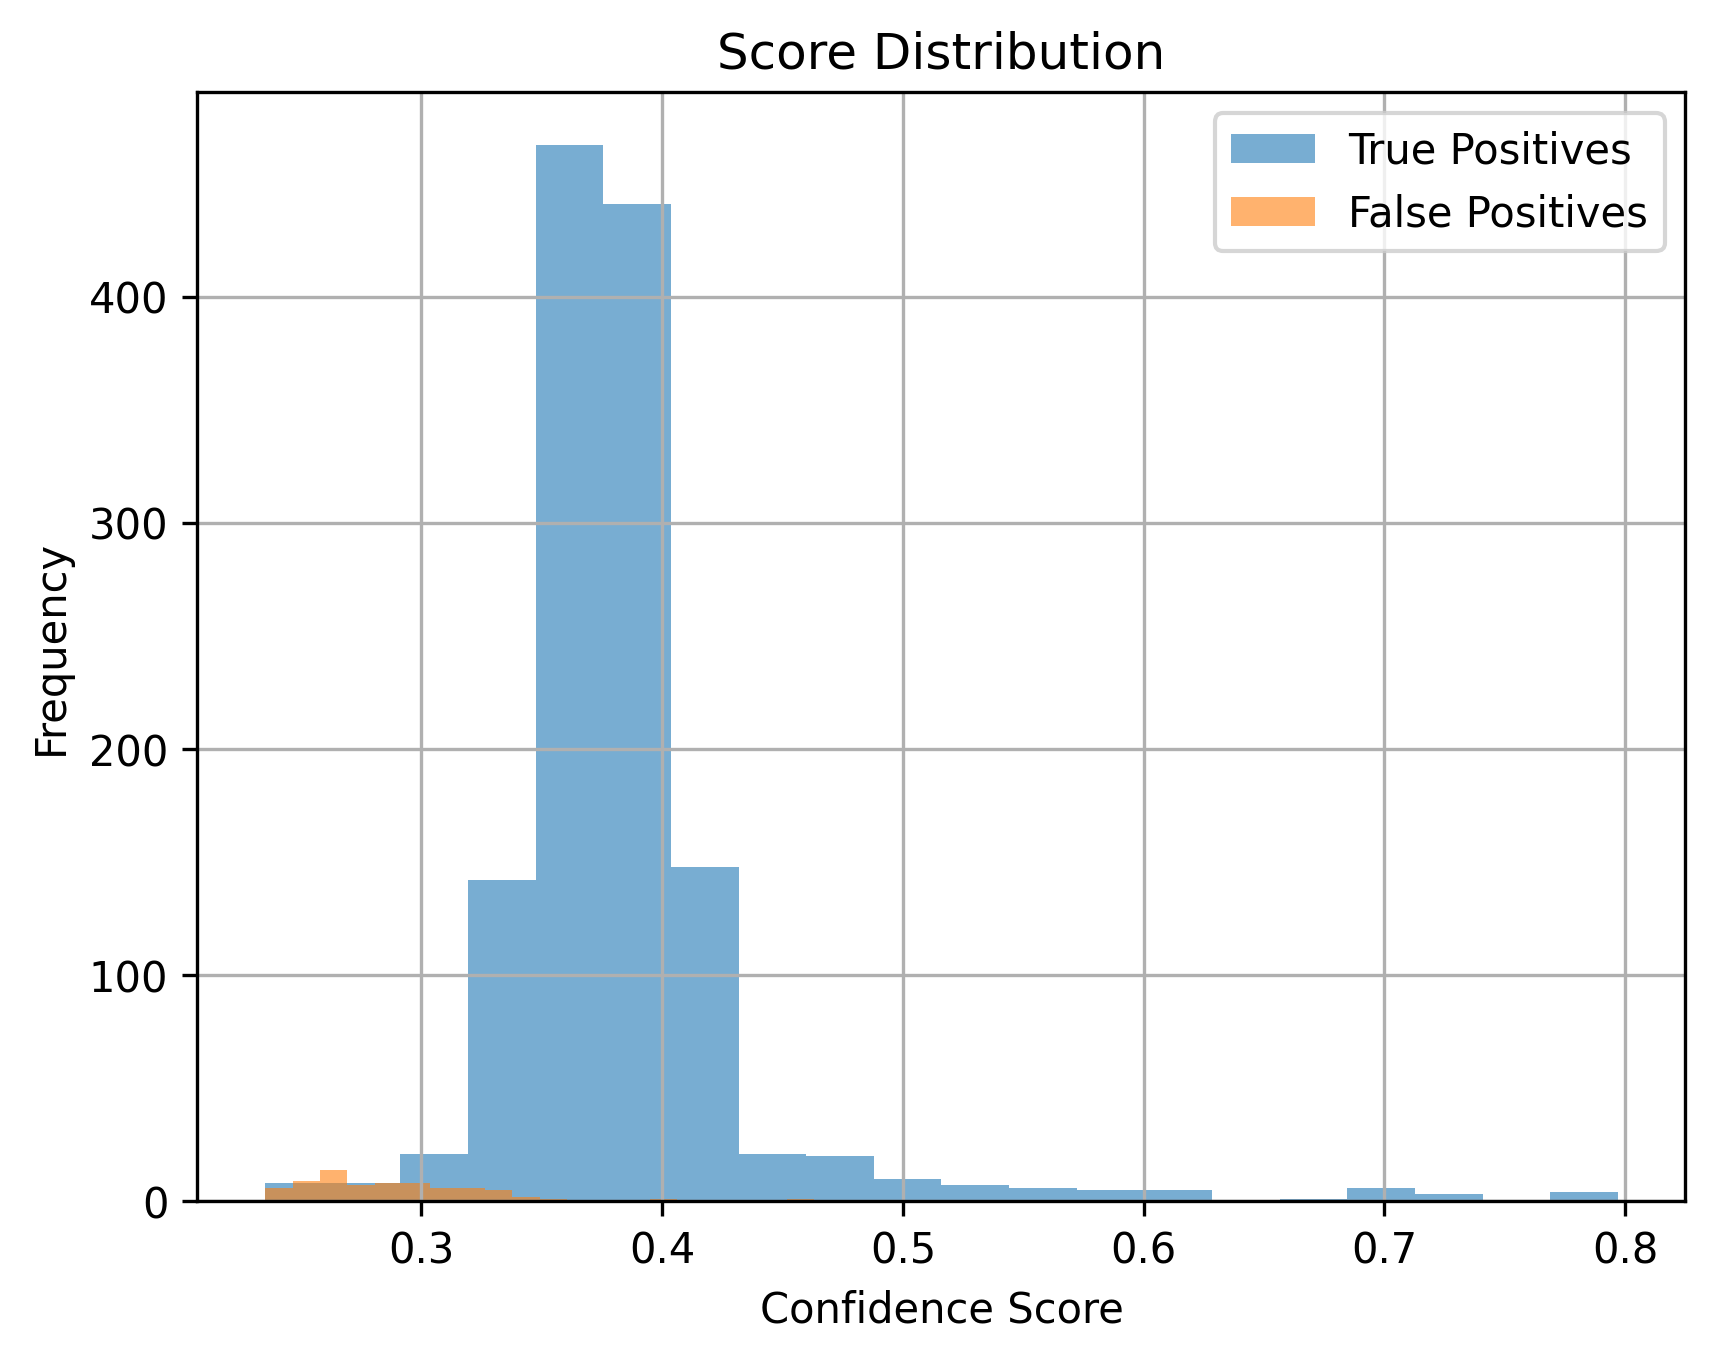 Score Distribution
True Positives
False Positives
Frequency
400
300
200
100
0
0.3 0.4 0.5 0.6 0.7 0.8
Confidence Score